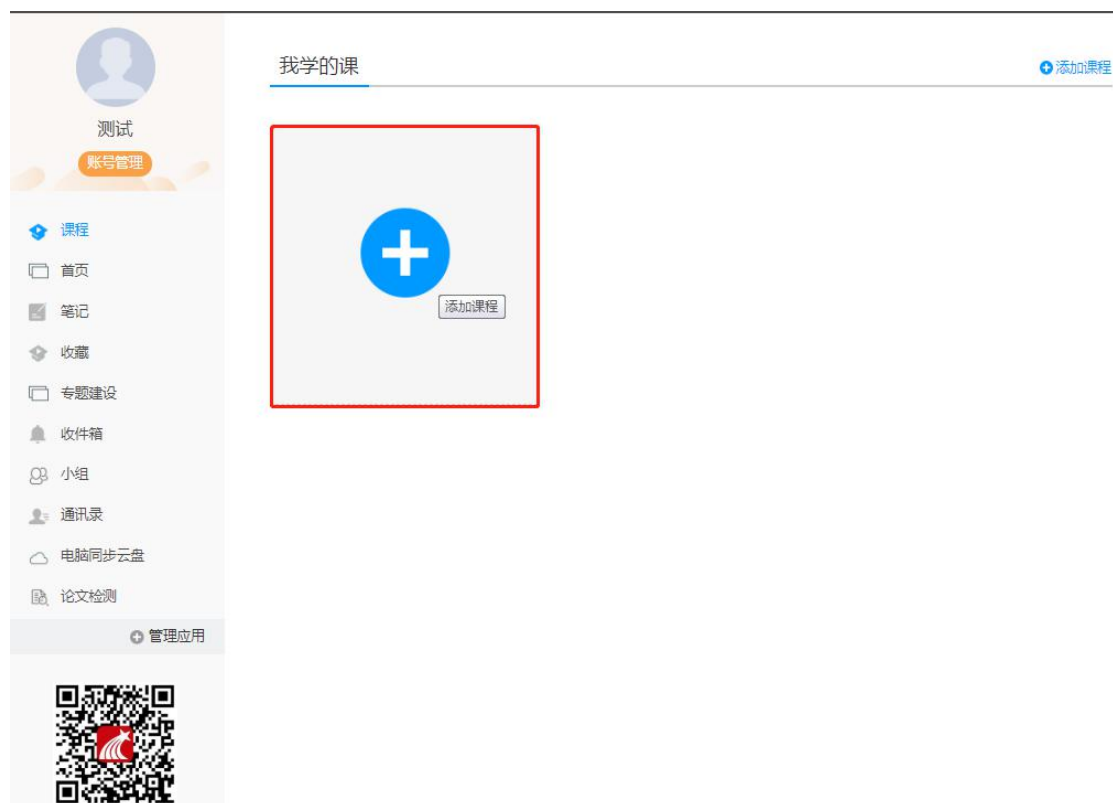 测试
账号管理
课程
首页
笔记
收藏
专题建设
收件箱
小组
通讯录
电脑同步云盘
论文检测
管理应用
我学的课
添加课程
添加课程